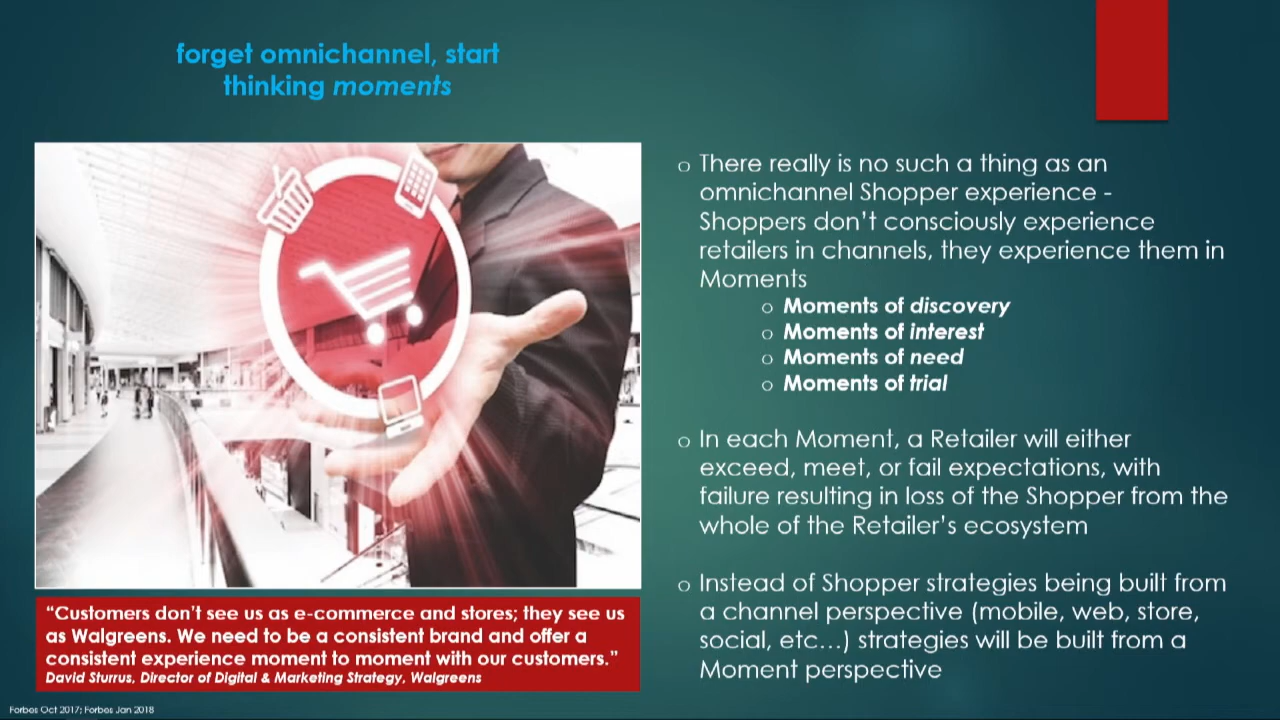 forget omnichannel, start
thinking moments
o There really is no such a thing as an
omnichannel Shopper experience -
Shoppers don’t consciously experience
retailers in channels, they experience them in
Moments
o Moments of discovery
o Moments of interest
o Moments of need
o Moments of trial
o In each Moment, a Retailer will either
exceed, meet, or fail expectations, with
failure resulting in loss of the Shopper from the
whole of the Retailer’s ecosystem
o Instead of Shopper strategies being built from
a channel perspective (mobile, web, store,
social, etc…) strategies will be built from a
Moment perspective
“Customers don’t see us as e-commerce and stores; they see us
as Walgreens. We need to be a consistent brand and offer a
consistent experience moment to moment with our customers.”
David Sturrus, Director of Digital & Marketing Strategy, Walgreens
Forbes Oct 2017; Forbes Jan 2018